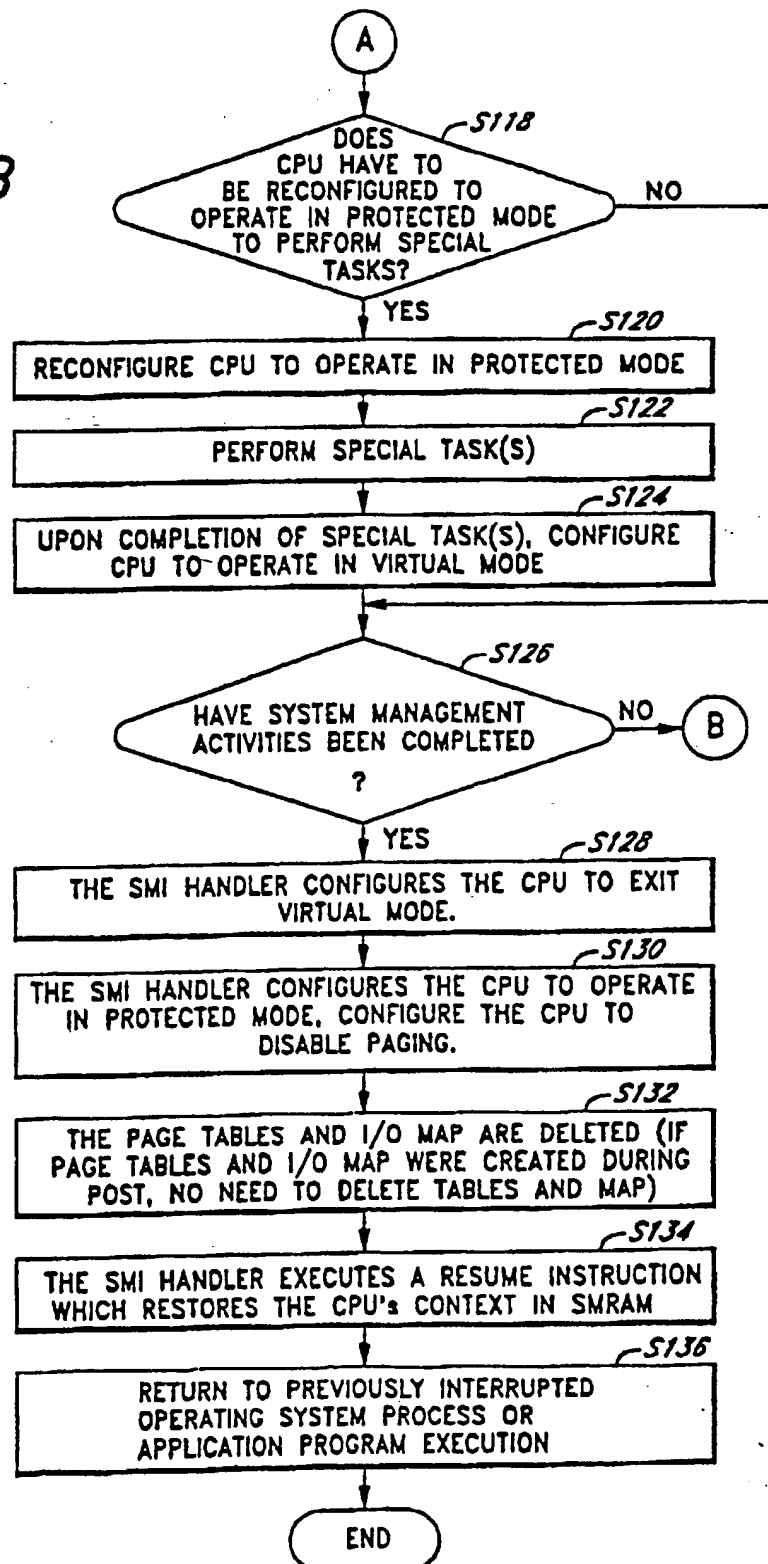 A
S118
DOES
CPU HAVE TO
BE RECONFIGURED TO
OPERATE IN PROTECTED MODE
TO PERFORM SPECIAL
TASKS?
NO
YES
S120
RECONFIGURE CPU TO OPERATE IN PROTECTED MODE
S122
PERFORM SPECIAL TASK(S)
S124
UPON COMPLETION OF SPECIAL TASK(S), CONFIGURE
CPU TO OPERATE IN VIRTUAL MODE
S126
HAVE SYSTEM MANAGEMENT
ACTIVITIES BEEN COMPLETED
?
NO
B
YES
S128
THE SMI HANDLER CONFIGURES THE CPU TO EXIT
VIRTUAL MODE.
S130
THE SMI HANDLER CONFIGURES THE CPU TO OPERATE
IN PROTECTED MODE, CONFIGURE THE CPU TO
DISABLE PAGING.
S132
THE PAGE TABLES AND I/O MAP ARE DELETED (IF
PAGE TABLES AND I/O MAP WERE CREATED DURING
POST, NO NEED TO DELETE TABLES AND MAP)
S134
THE SMI HANDLER EXECUTES A RESUME INSTRUCTION
WHICH RESTORES THE CPU's CONTEXT IN SMRAM
S136
RETURN TO PREVIOUSLY INTERRUPTED
OPERATING SYSTEM PROCESS OR
APPLICATION PROGRAM EXECUTION
END